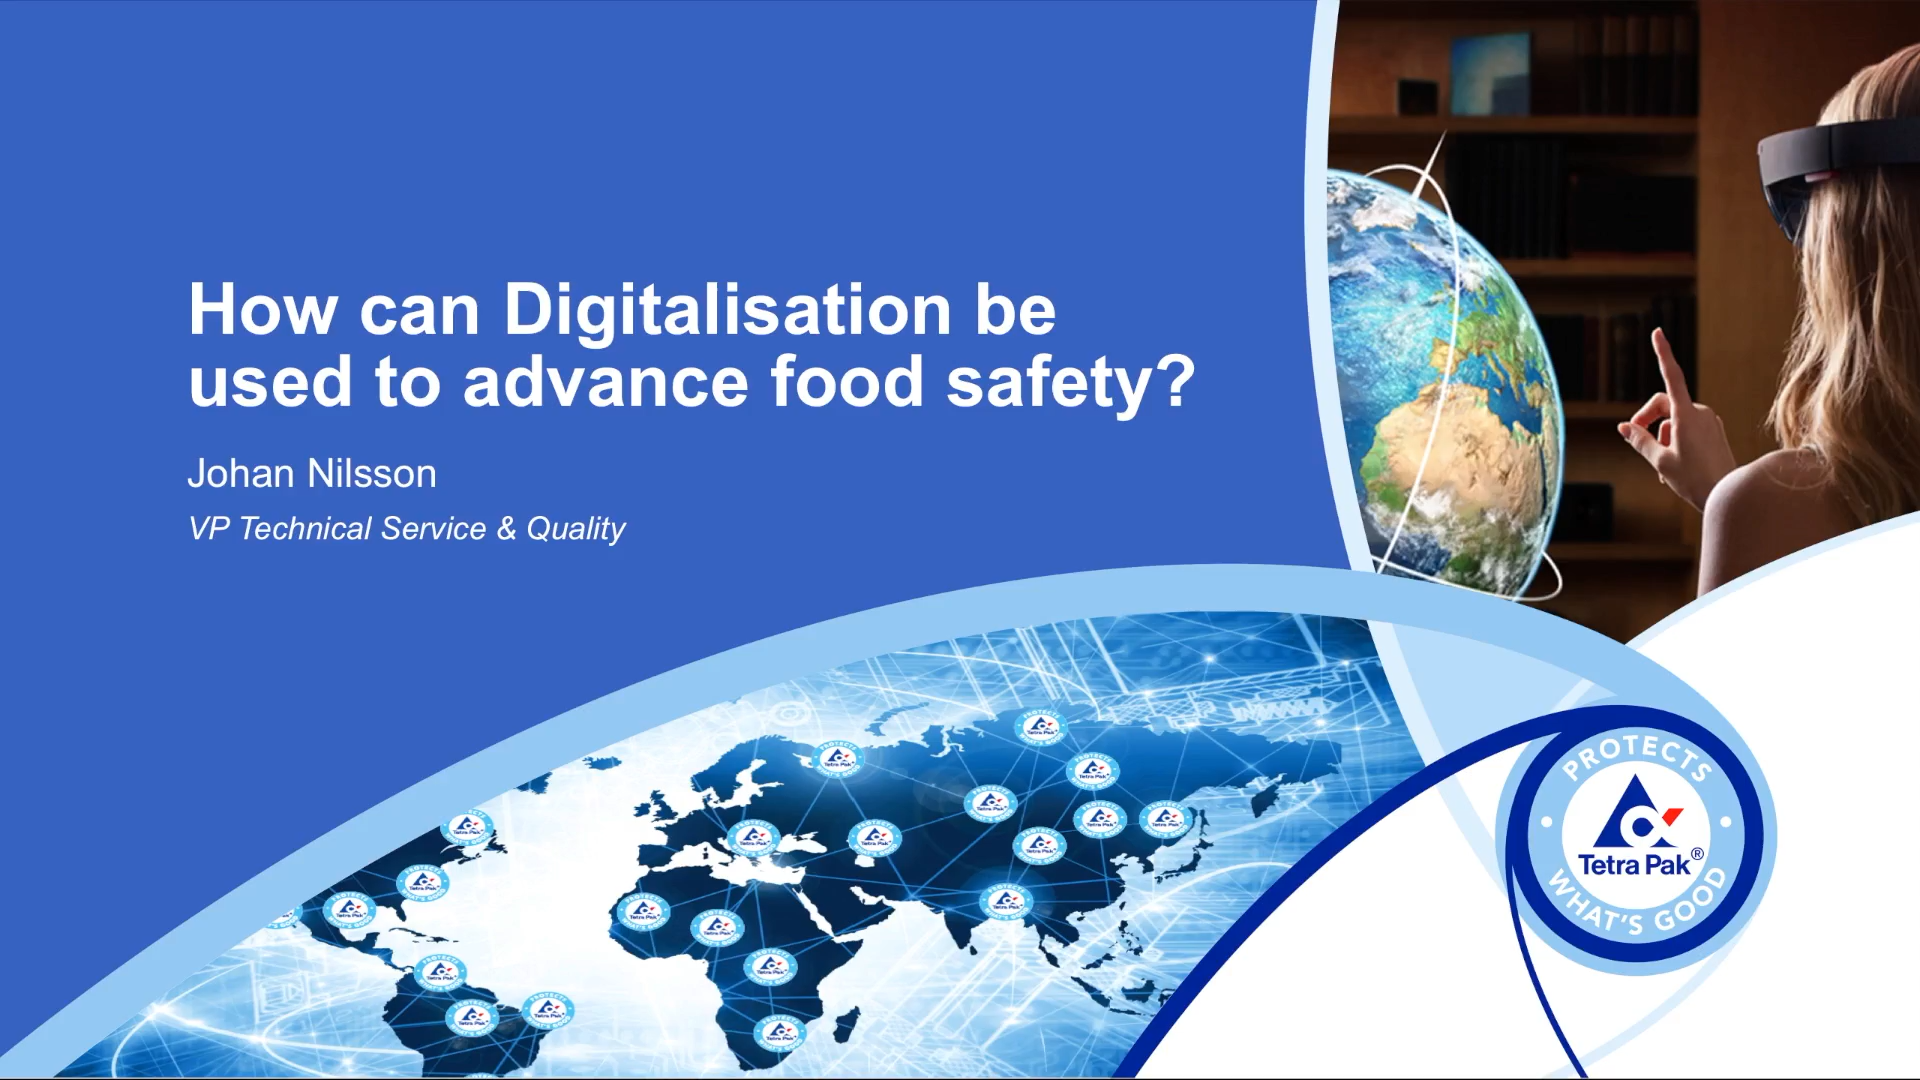 How can Digitalisation be
used to advance food safety?
Johan Nilsson
VP Technical Service & Quality
PROTECTS
Tetra Pak®
WHAT'S GOOD